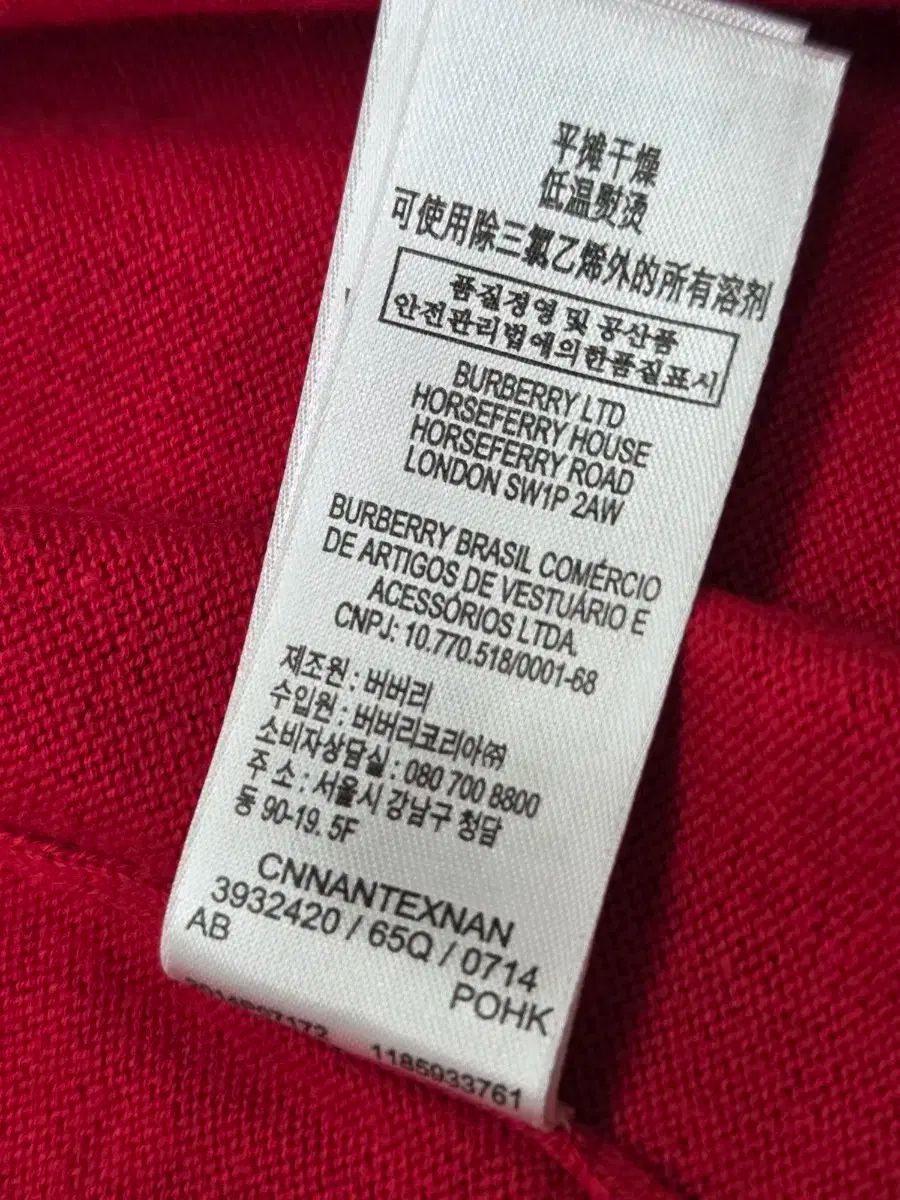 平摊干燥
低温熨烫
可使用除三氯乙烯外的所有溶剂
품질경영 및 공산품
안전관리법에의한품질표시
BURBERRY LTD
HORSEFERRY HOUSE
HORSEFERRY ROAD
LONDON SW1P 2AW
BURBERRY BRASIL COMÉRCIO
DE ARTIGOS DE VESTUÁRIO E
ACESSÓRIOS LTDA.
CNPJ: 10.770.518/0001-68
제조원 : 버버리
수입원 : 버버리코리아㈜
소비자상담실 : 080 700 8800
주 소 : 서울시 강남구 청담
동 90-19. 5F
CNNANTEXNAN
3932420 / 65Q / 0714
AB
POHK
1185933761